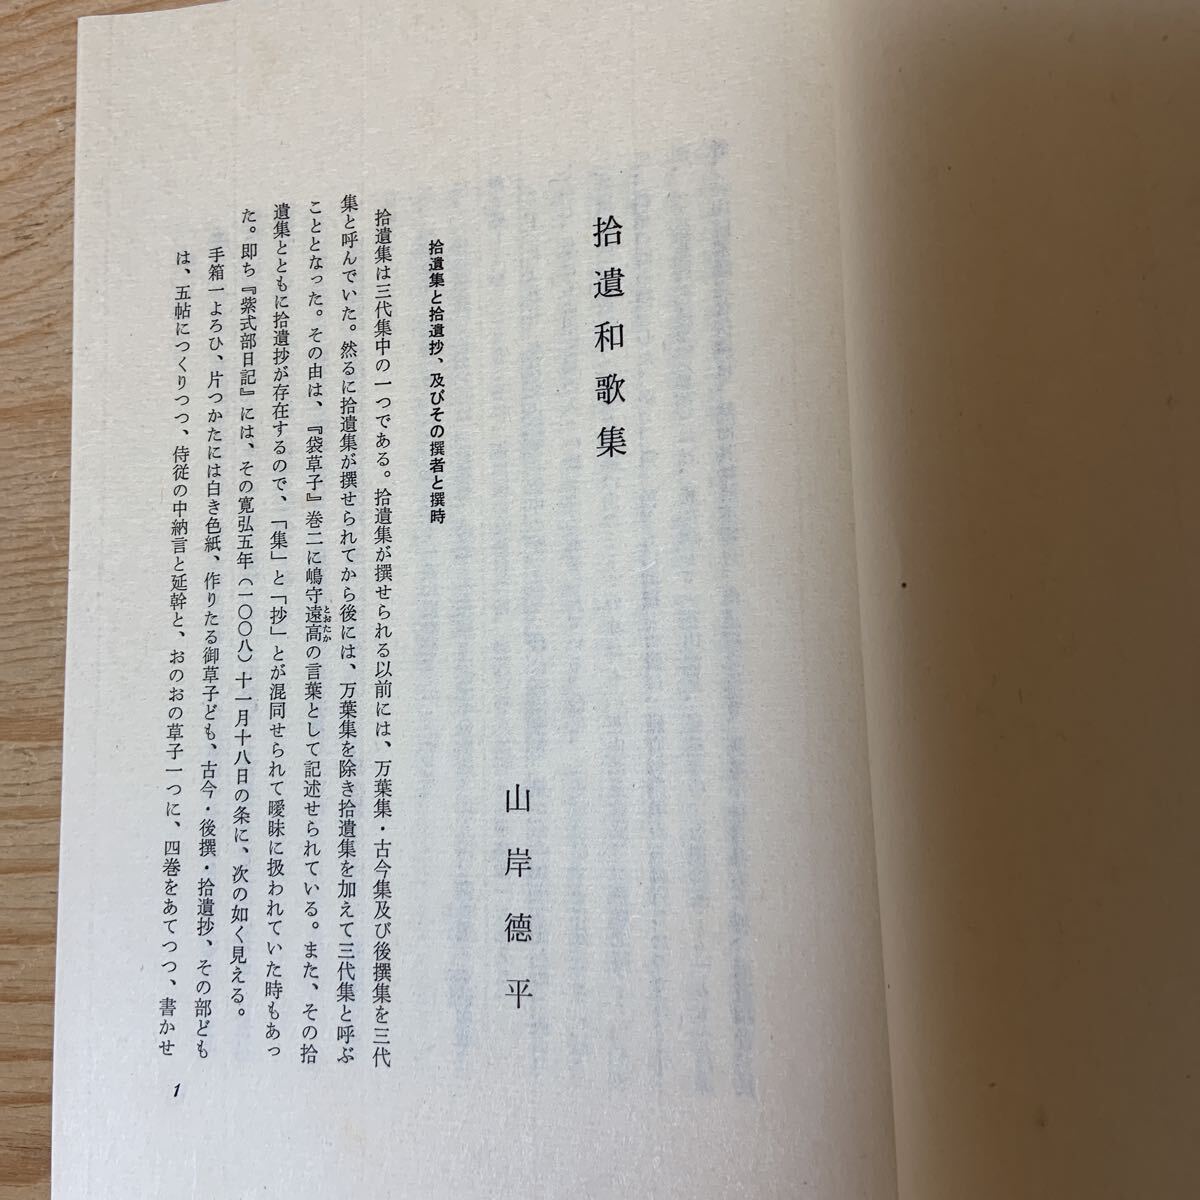 拾遺和歌集
山岸德平
拾遺集と拾遺抄、及びその撰者と撰時
拾遺集は三代集中の一つである。拾遺集が撰せられる以前には、万葉集・古今集及び後撰集を三代
集と呼んでいた。然るに拾遺集が撰せられてから後には、万葉集を除き拾遺集を加えて三代集と呼ぶ
こととなった。その由は、『袋草子』巻二に嶋守遠高の言葉として記述せられている。また、その拾
とおたか
遺集とともに拾遺抄が存在するので、「集」と「抄」とが混同せられて曖昧に扱われていた時もあっ
た。即ち『紫式部日記』には、その寛弘五年(一〇〇八)十一月十八日の条に、次の如く見える。
手箱一よろひ、片つかたには白き色紙、作りたる御草子ども、古今・後撰・拾遺抄、その部ども
は、五帖につくりつつ、侍従の中納言と延幹と、おのおの草子一つに、四巻をあてつつ、書かせ
1